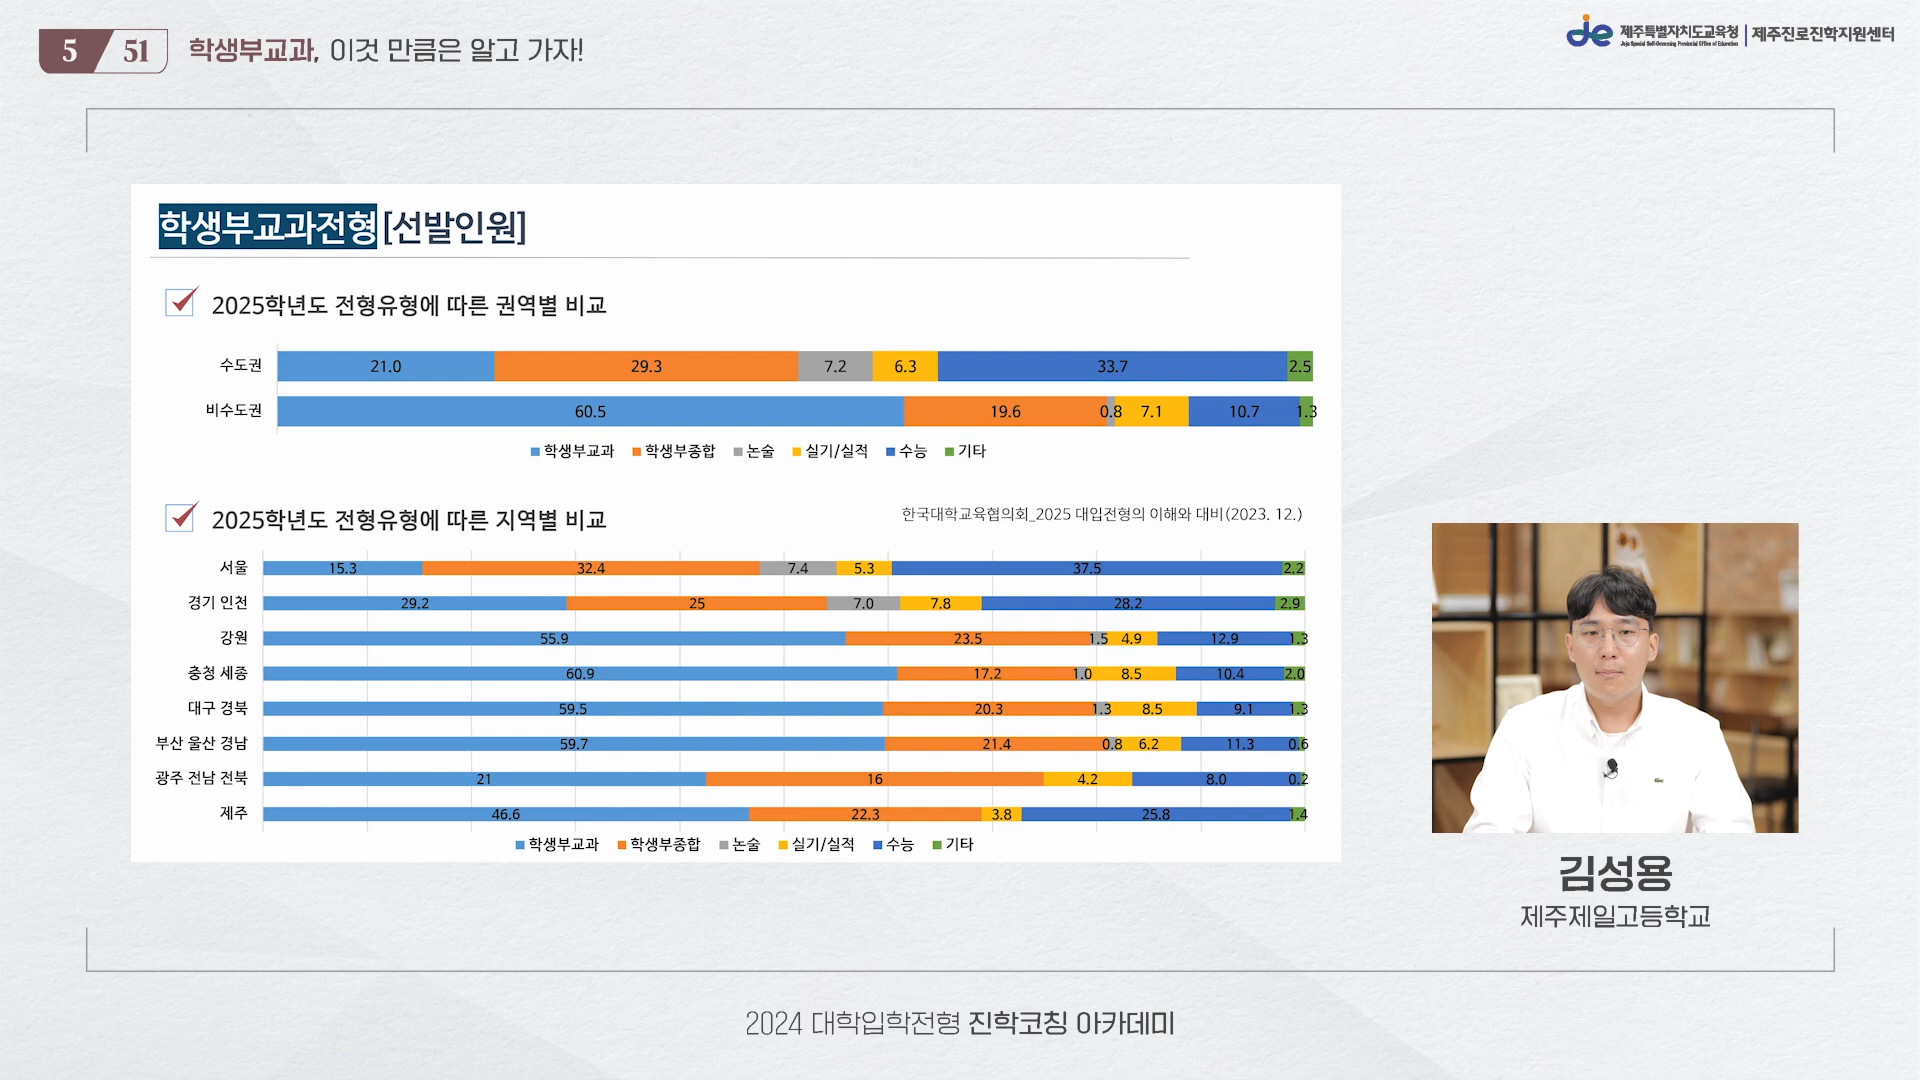 5 / 51 학생부교과, 이것 만큼은 알고 가자!
제주특별자치도교육청
Jeju Special Self-Governing Provincial Office of Education
제주진로진학지원센터
학생부교과전형 [선발인원]
2025학년도 전형유형에 따른 권역별 비교
수도권 21.0 29.3 7.2 6.3 33.7 2.5
비수도권 60.5 19.6 0.8 7.1 10.7 1.3
학생부교과 학생부종합 논술 실기/실적 수능 기타
2025학년도 전형유형에 따른 지역별 비교
한국대학교육협의회_2025 대입전형의 이해와 대비(2023. 12.)
서울 15.3 32.4 7.4 5.3 37.5 2.2
경기 인천 29.2 25 7.0 7.8 28.2 2.9
강원 55.9 23.5 1.5 4.9 12.9 1.3
충청 세종 60.9 17.2 1.0 8.5 10.4 2.0
대구 경북 59.5 20.3 1.3 8.5 9.1 1.3
부산 울산 경남 59.7 21.4 0.8 6.2 11.3 0.6
광주 전남 전북 21 16 4.2 8.0 0.2
제주 46.6 22.3 3.8 25.8 1.4
학생부교과 학생부종합 논술 실기/실적 수능 기타
김성용
제주제일고등학교
2024 대학입학전형 진학코칭 아카데미